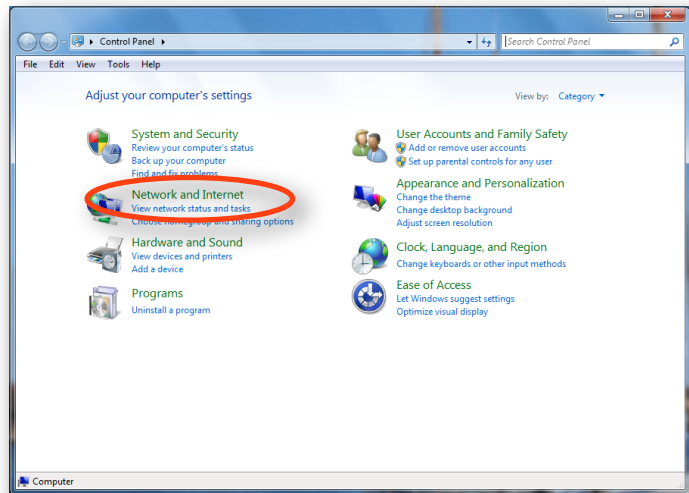 Control Panel
Search Control Panel
File Edit View Tools Help
Adjust your computer's settings
View by: Category
System and Security
Review your computer's status
Back up your computer
Find and fix problems
Network and Internet
View network status and tasks
Choose homegroup and sharing options
Hardware and Sound
View devices and printers
Add a device
Programs
Uninstall a program
User Accounts and Family Safety
Add or remove user accounts
Set up parental controls for any user
Appearance and Personalization
Change the theme
Change desktop background
Adjust screen resolution
Clock, Language, and Region
Change keyboards or other input methods
Ease of Access
Let Windows suggest settings
Optimize visual display
Computer